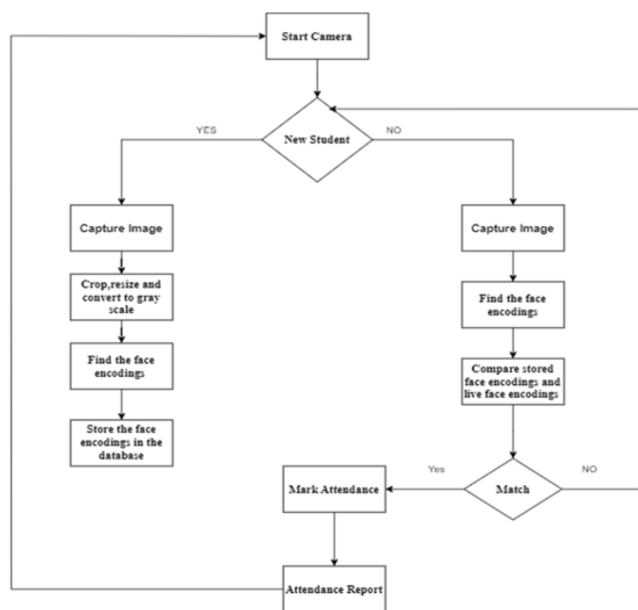 Start Camera
New Student
YES
NO
Capture Image
Crop,resize and
convert to gray
scale
Find the face
encodings
Store the face
encodings in the
database
Capture Image
Find the face
encodings
Compare stored
face encodings and
live face encodings
Match
Yes
NO
Mark Attendance
Attendance Report